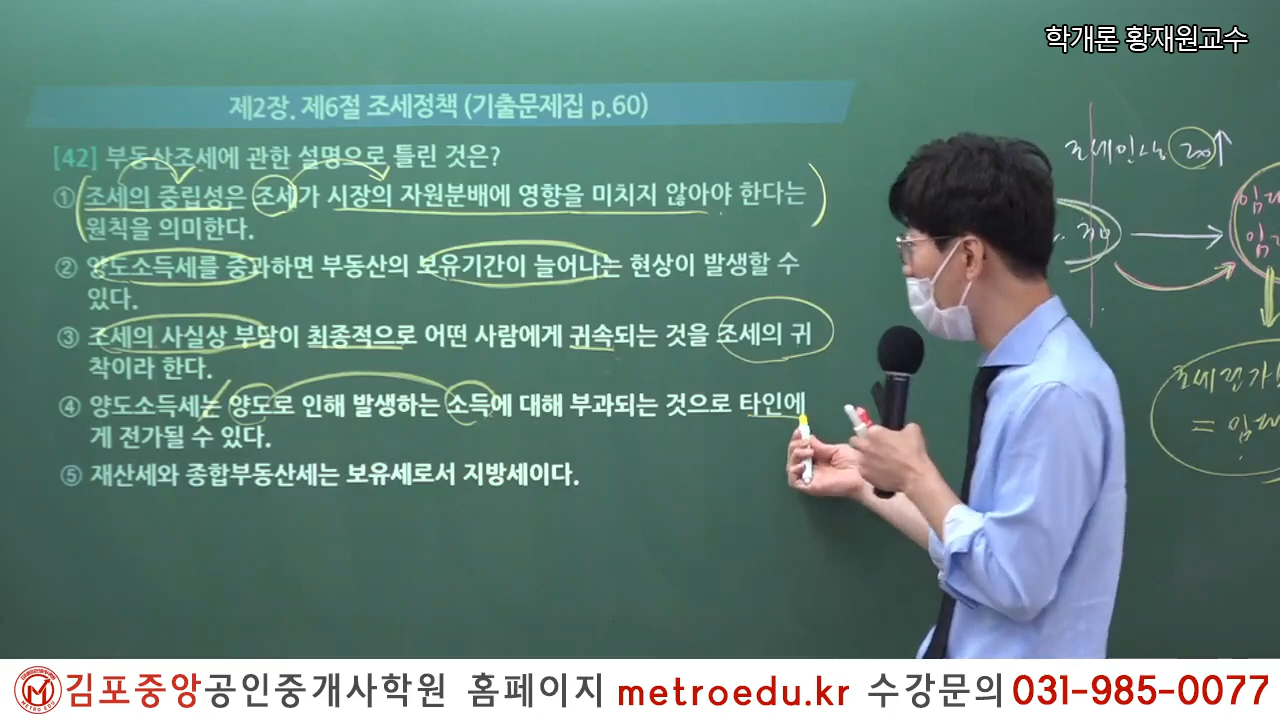 학개론 황재원교수
제2장. 제6절 조세정책 (기출문제집 p.60)
[42] 부동산조세에 관한 설명으로 틀린 것은?
① 조세의 중립성은 조세가 시장의 자원분배에 영향을 미치지 않아야 한다는
원칙을 의미한다.
② 양도소득세를 중과하면 부동산의 보유기간이 늘어나는 현상이 발생할 수
있다.
③ 조세의 사실상 부담이 최종적으로 어떤 사람에게 귀속되는 것을 조세의 귀
착이라 한다.
④ 양도소득세는 양도로 인해 발생하는 소득에 대해 부과되는 것으로 타인에
게 전가될 수 있다.
⑤ 재산세와 종합부동산세는 보유세로서 지방세이다.
조세인상
조세전가
= 임대
METRO EDU
김포중앙공인중개사학원 홈페이지 metroedu.kr 수강문의 031-985-0077